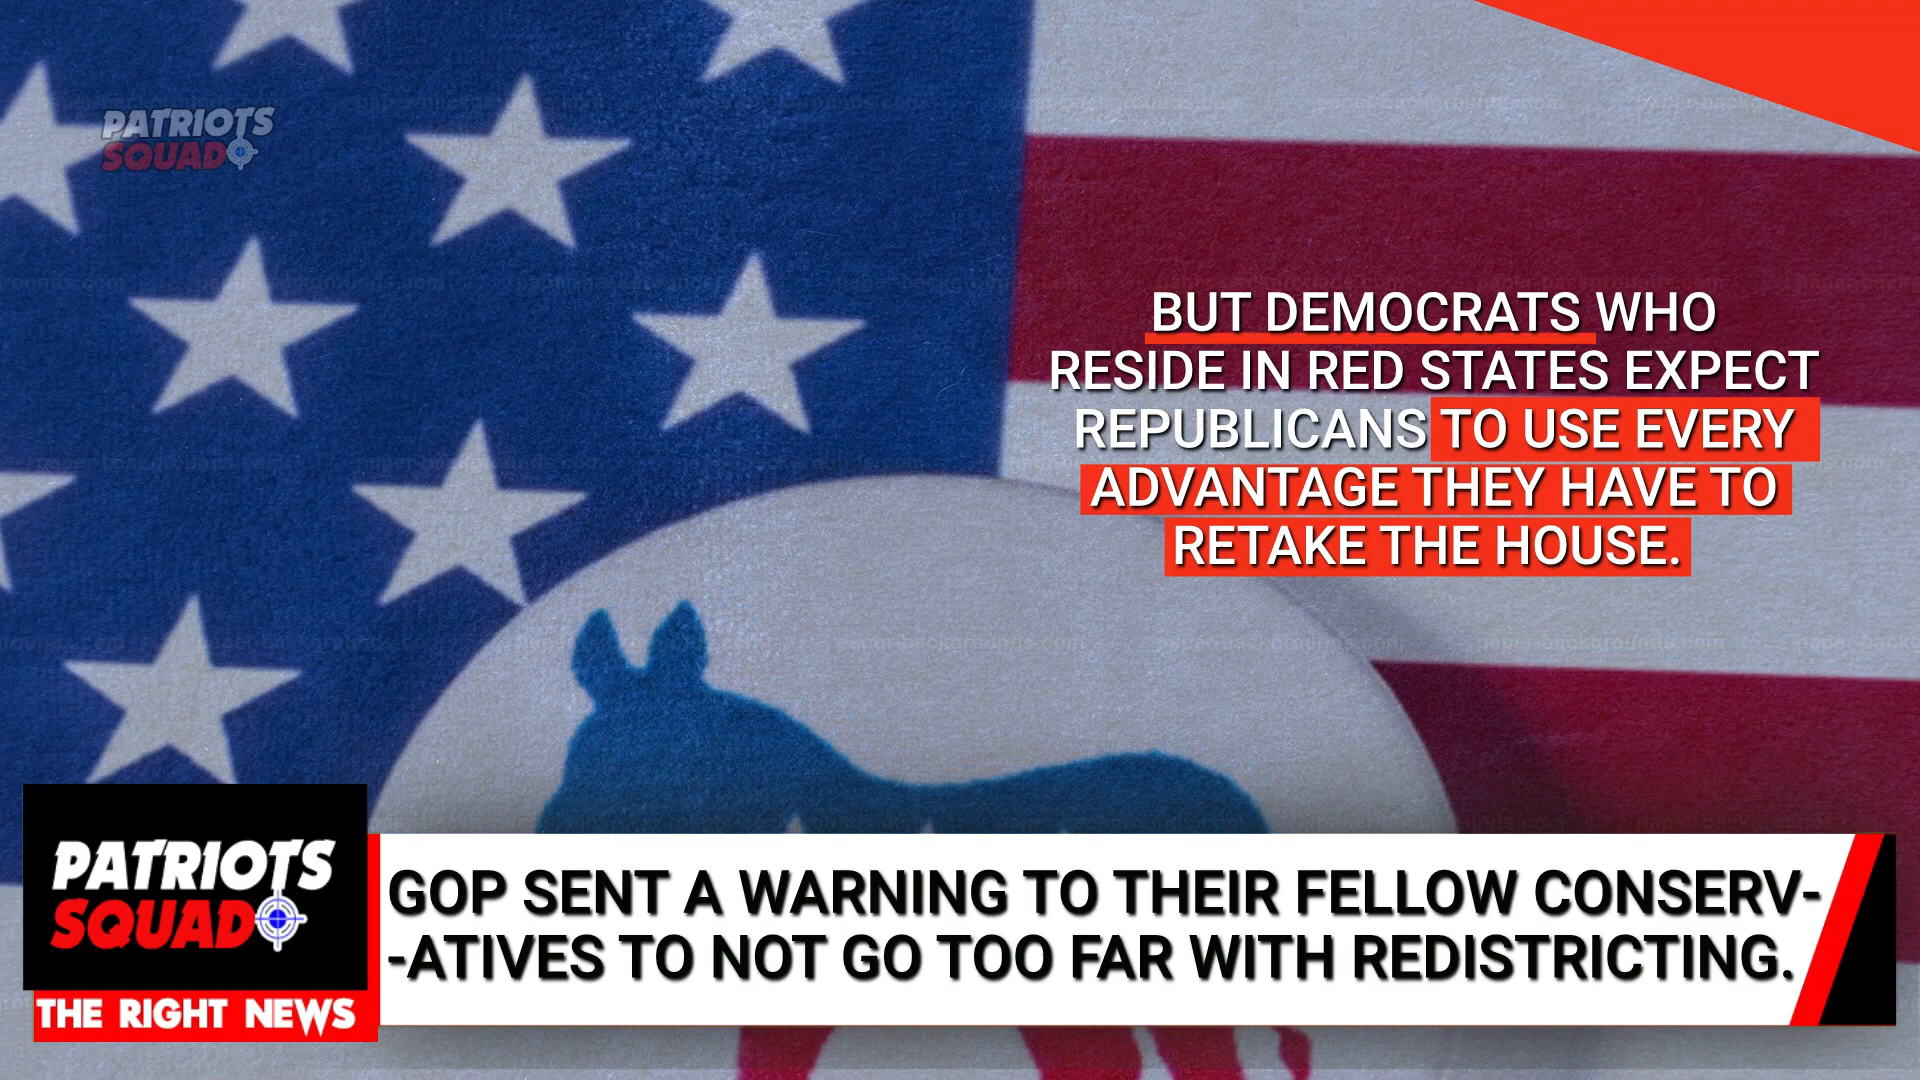 PATRIOTS
SQUAD
BUT DEMOCRATS WHO
RESIDE IN RED STATES EXPECT
REPUBLICANS TO USE EVERY
ADVANTAGE THEY HAVE TO
RETAKE THE HOUSE.
PATRIOTS
SQUAD
THE RIGHT NEWS
GOP SENT A WARNING TO THEIR FELLOW CONSERV-
-ATIVES TO NOT GO TOO FAR WITH REDISTRICTING.